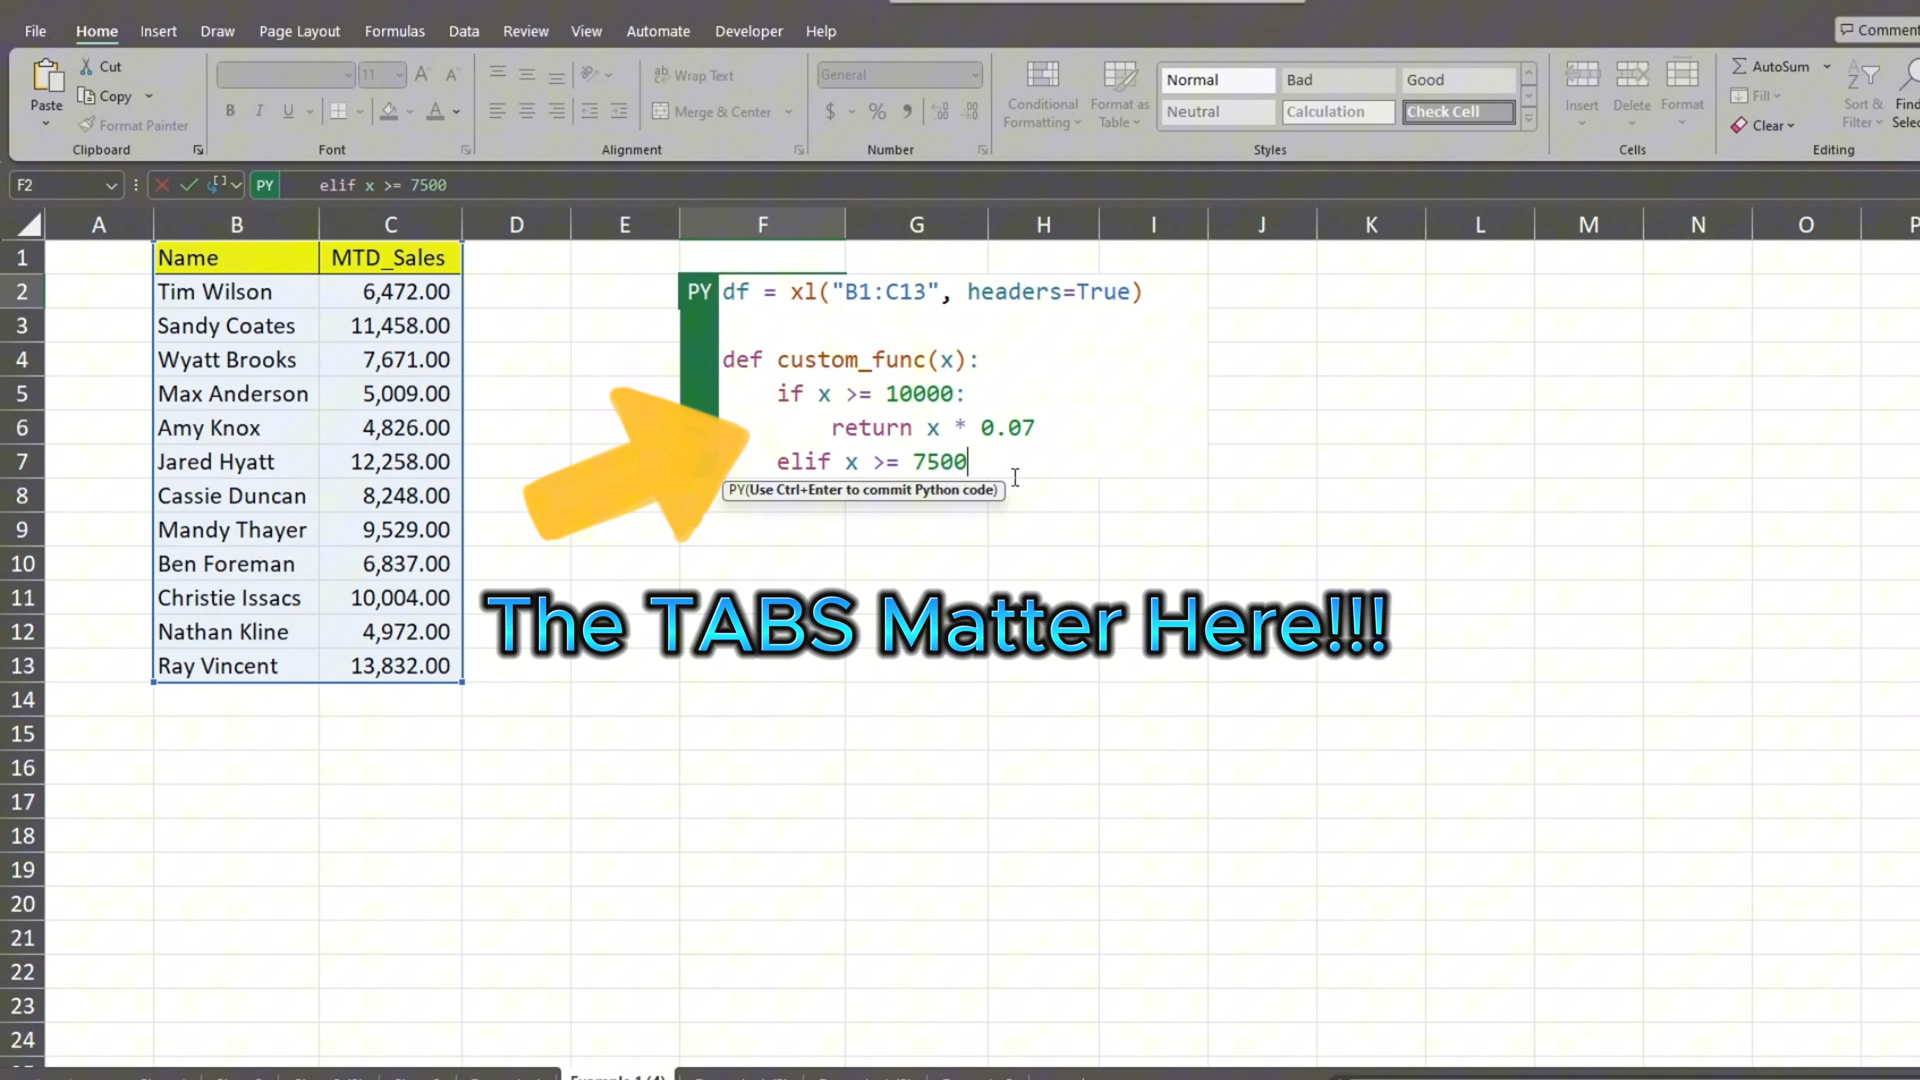 File Home Insert Draw Page Layout Formulas Data Review View Automate Developer Help Comment
Paste Cut Copy Format Painter Clipboard
11 A A B I U A Font
ab Wrap Text Merge & Center Alignment
General $ % Number
Conditional Formatting Format as Table
Normal Bad Good
Neutral Calculation Check Cell
Styles
Insert Delete Format Cells
AutoSum Fill Clear Sort & Filter Find Selec Editing
F2 PY elif x >= 7500
A B C D E F G H I J K L M N O P
1 Name MTD_Sales
2 Tim Wilson 6,472.00 PY df = xl("B1:C13", headers=True)
3 Sandy Coates 11,458.00
4 Wyatt Brooks 7,671.00 def custom_func(x):
5 Max Anderson 5,009.00 if x >= 10000:
6 Amy Knox 4,826.00 return x * 0.07
7 Jared Hyatt 12,258.00 elif x >= 7500
8 Cassie Duncan 8,248.00 PY(Use Ctrl+Enter to commit Python code)
9 Mandy Thayer 9,529.00
10 Ben Foreman 6,837.00
11 Christie Issacs 10,004.00
12 Nathan Kline 4,972.00
The TABS Matter Here!!!
13 Ray Vincent 13,832.00
14
15
16
17
18
19
20
21
22
23
24